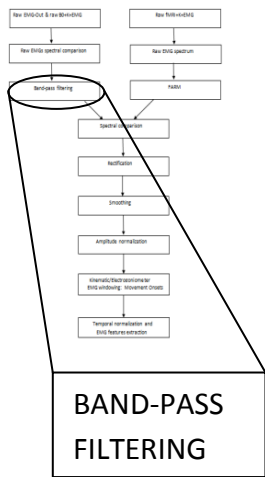 Raw EMG-Out & raw B0+k+EMG
Raw fMRI+k+EMG
Raw EMGs spectral comparison
Raw EMG spectrum
Band-pass filtering
FARM
Spectral comparison
Rectification
Smoothing
Amplitude normalization
Kinematic/Electrogoniometer
EMG windowing: Movement Onsets
Temporal normalization and
EMG features extraction
BAND-PASS
FILTERING